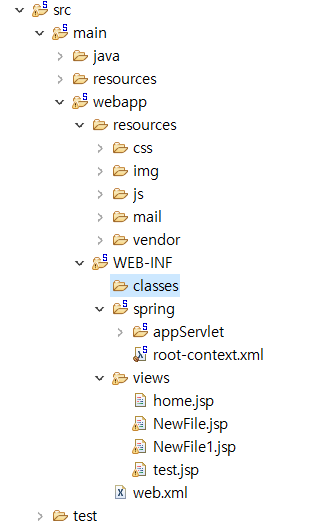 src
main
java
resources
webapp
resources
css
img
js
mail
vendor
WEB-INF
classes
spring
appServlet
root-context.xml
views
home.jsp
NewFile.jsp
NewFile1.jsp
test.jsp
web.xml
test